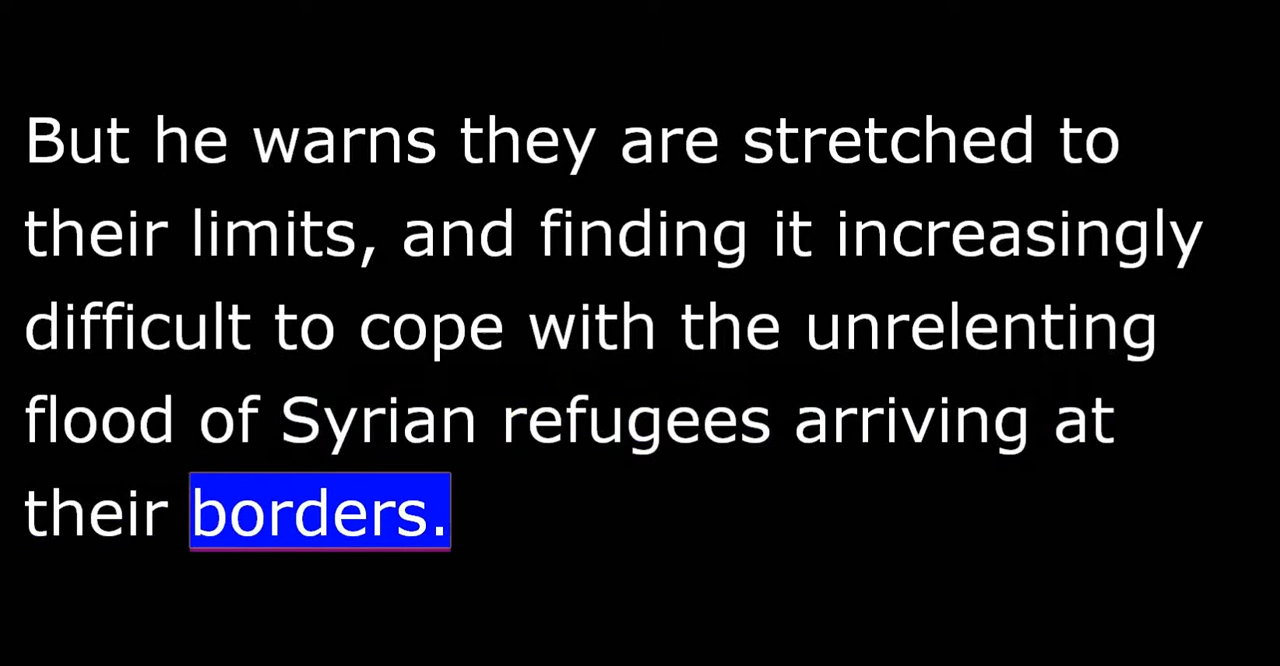 But he warns they are stretched to
their limits, and finding it increasingly
difficult to cope with the unrelenting
flood of Syrian refugees arriving at
their borders.